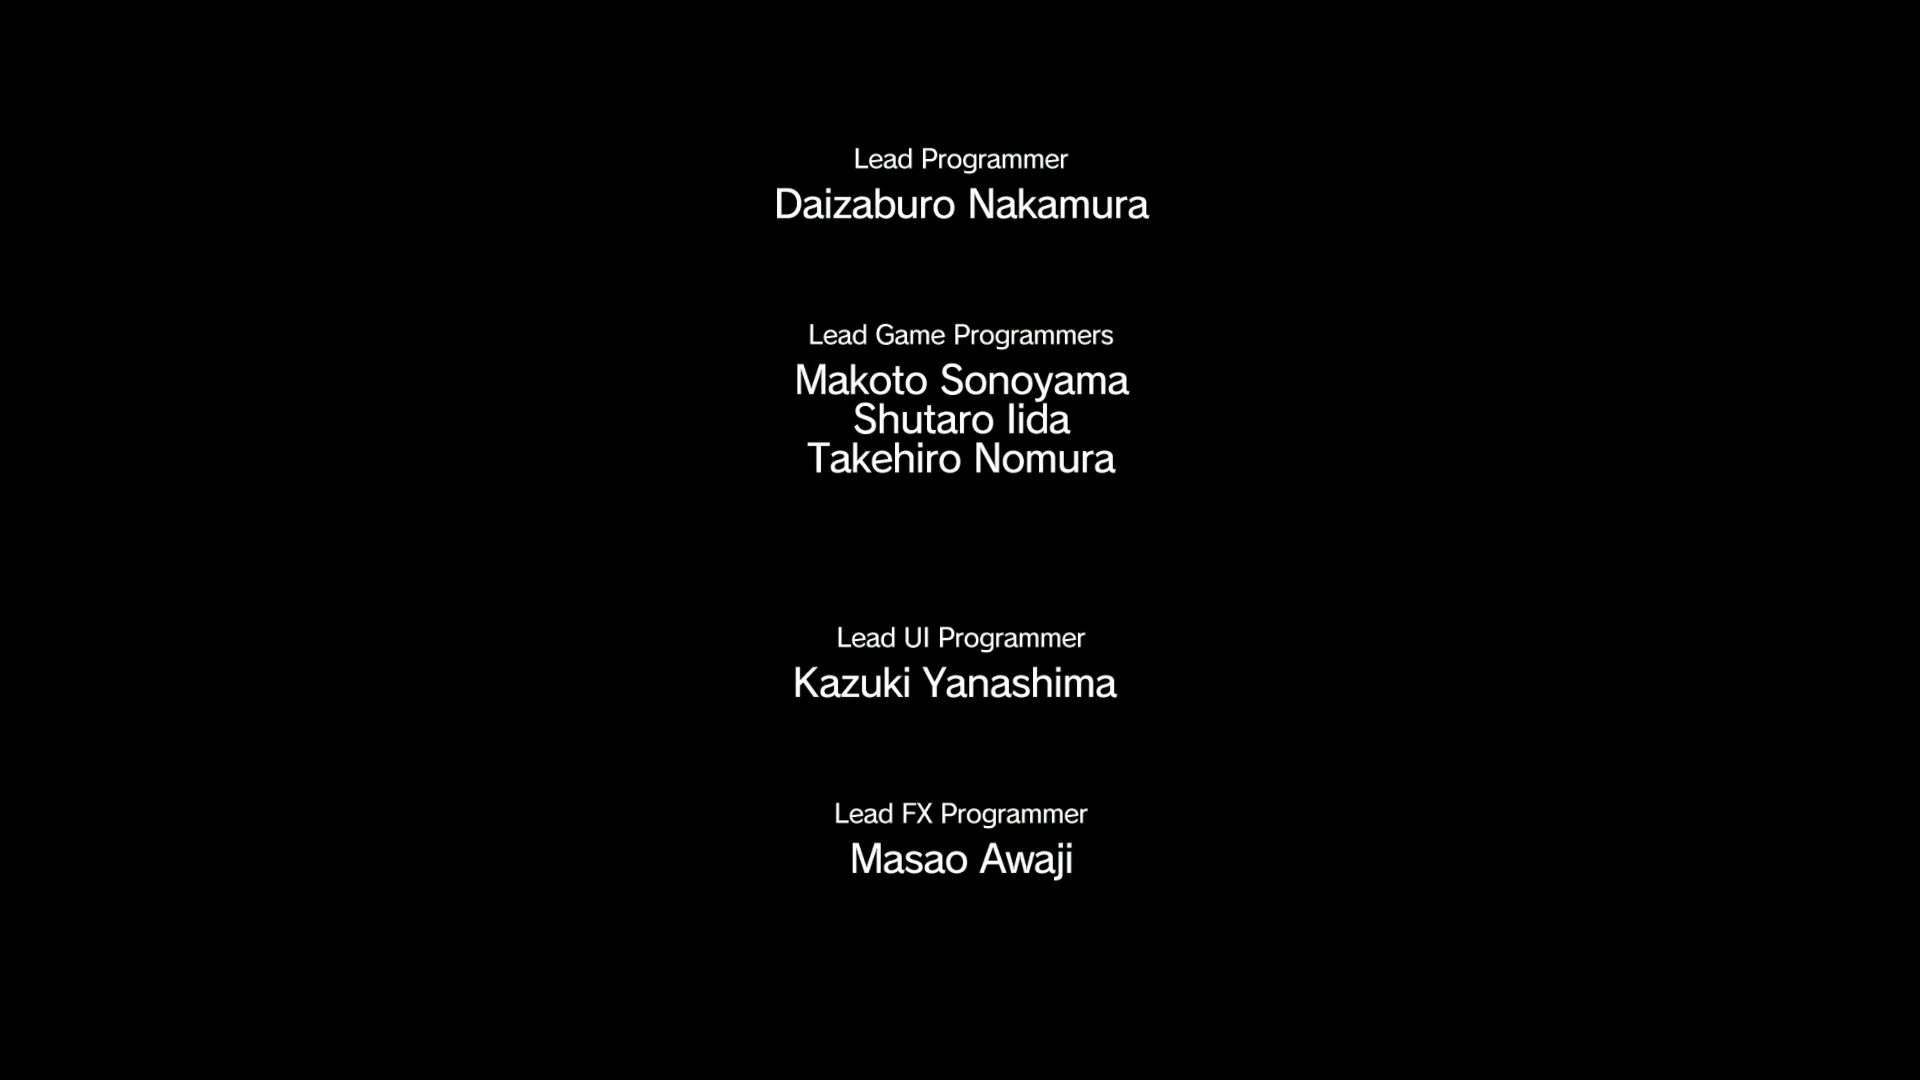 Lead Programmer
Daizaburo Nakamura
Lead Game Programmers
Makoto Sonoyama
Shutaro Iida
Takehiro Nomura
Lead UI Programmer
Kazuki Yanashima
Lead FX Programmer
Masao Awaji